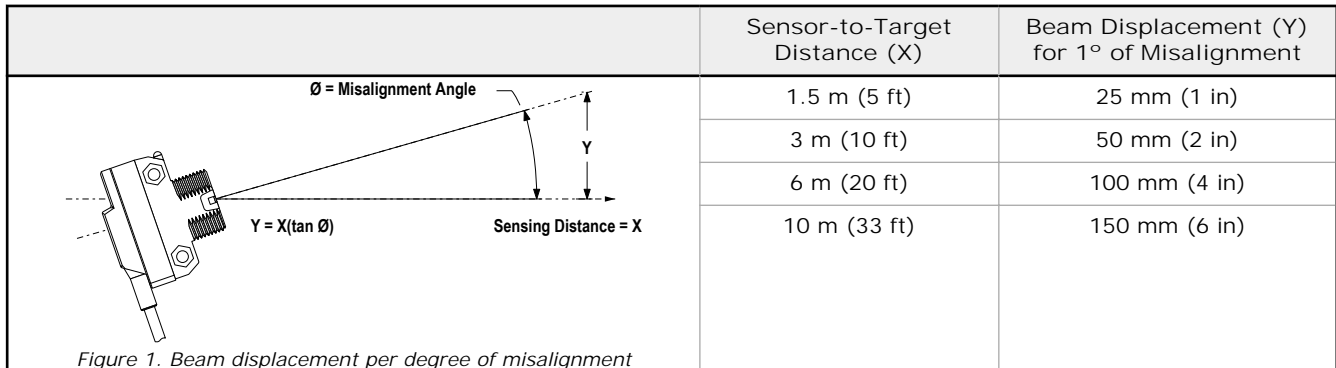 Sensor-to-Target
Distance (X)
Beam Displacement (Y)
for 1º of Misalignment
Ø = Misalignment Angle
Y
Y = X(tan Ø)
Sensing Distance = X
Figure 1. Beam displacement per degree of misalignment
1.5 m (5 ft)
25 mm (1 in)
3 m (10 ft)
50 mm (2 in)
6 m (20 ft)
100 mm (4 in)
10 m (33 ft)
150 mm (6 in)